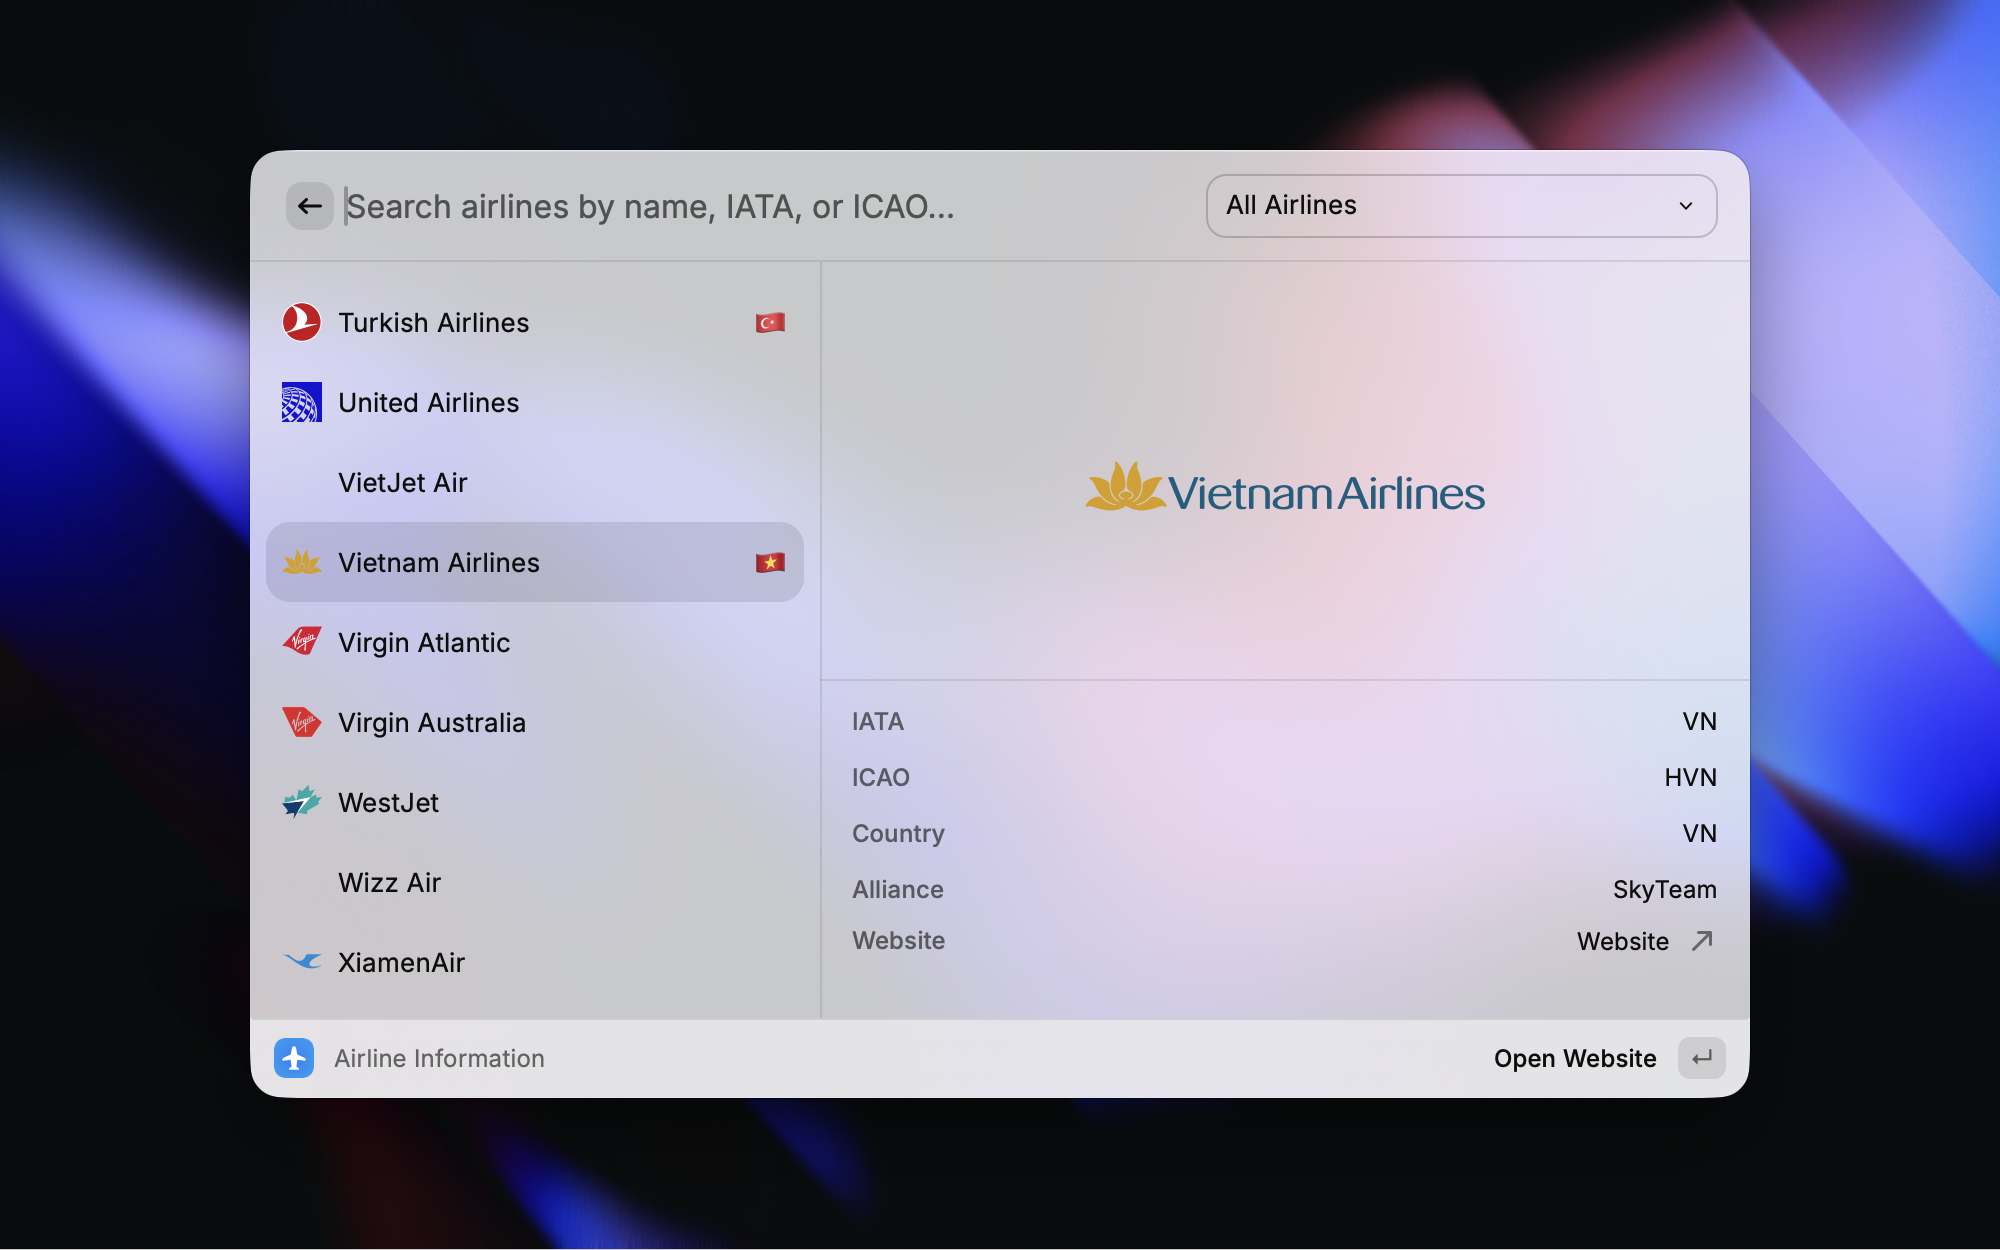 Search airlines by name, IATA, or ICAO...
All Airlines
Turkish Airlines
United Airlines
VietJet Air
Vietnam Airlines
Virgin Atlantic
Virgin Australia
WestJet
Wizz Air
XiamenAir
Vietnam Airlines
IATA VN
ICAO HVN
Country VN
Alliance SkyTeam
Website Website
Airline Information
Open Website
Virgin
Virgin